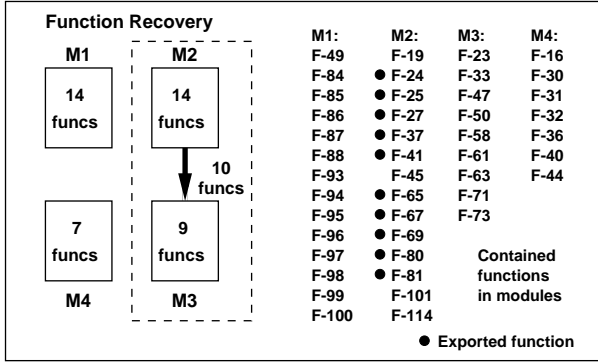 Function Recovery
M1 M2
14 funcs 14 funcs
10 funcs
7 funcs 9 funcs
M4 M3
M1: M2: M3: M4:
F-49 F-19 F-23 F-16
F-84 ● F-24 F-33 F-30
F-85 ● F-25 F-47 F-31
F-86 ● F-27 F-50 F-32
F-87 ● F-37 F-58 F-36
F-88 ● F-41 F-61 F-40
F-93 F-45 F-63 F-44
F-94 ● F-65 F-71
F-95 ● F-67 F-73
F-96 ● F-69
F-97 ● F-80 Contained
F-98 ● F-81 functions
F-99 F-101 in modules
F-100 F-114
● Exported function